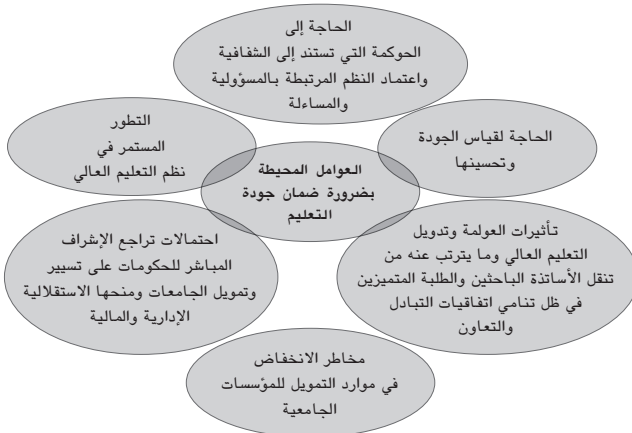 الحاجة إلى
الحوكمة التي تستند إلى الشفافية
واعتماد النظم المرتبطة بالمسؤولية
والمساءلة
التطور
المستمر في
نظم التعليم العالي
الحاجة لقياس الجودة
وتحسينها
العوامل المحيطة
بضرورة ضمان جودة
التعليم
تأثيرات العولمة وتدويل
التعليم العالي وما يترتب عنه من
تنقل الأساتذة الباحثين والطلبة المتميزين
في ظل تنامي اتفاقيات التبادل
والتعاون
احتمالات تراجع الإشراف
المباشر للحكومات على تسيير
وتمويل الجامعات ومنحها الاستقلالية
الإدارية والمالية
مخاطر الانخفاض
في موارد التمويل للمؤسسات
الجامعية